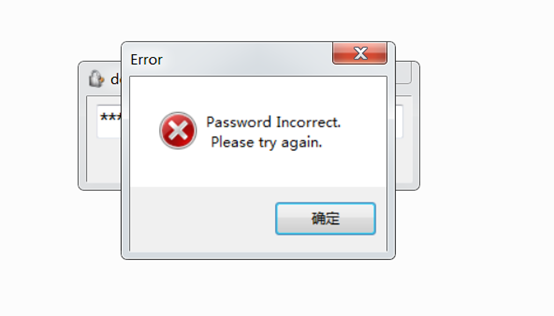 Error
***
Password Incorrect.
Please try again.
确定